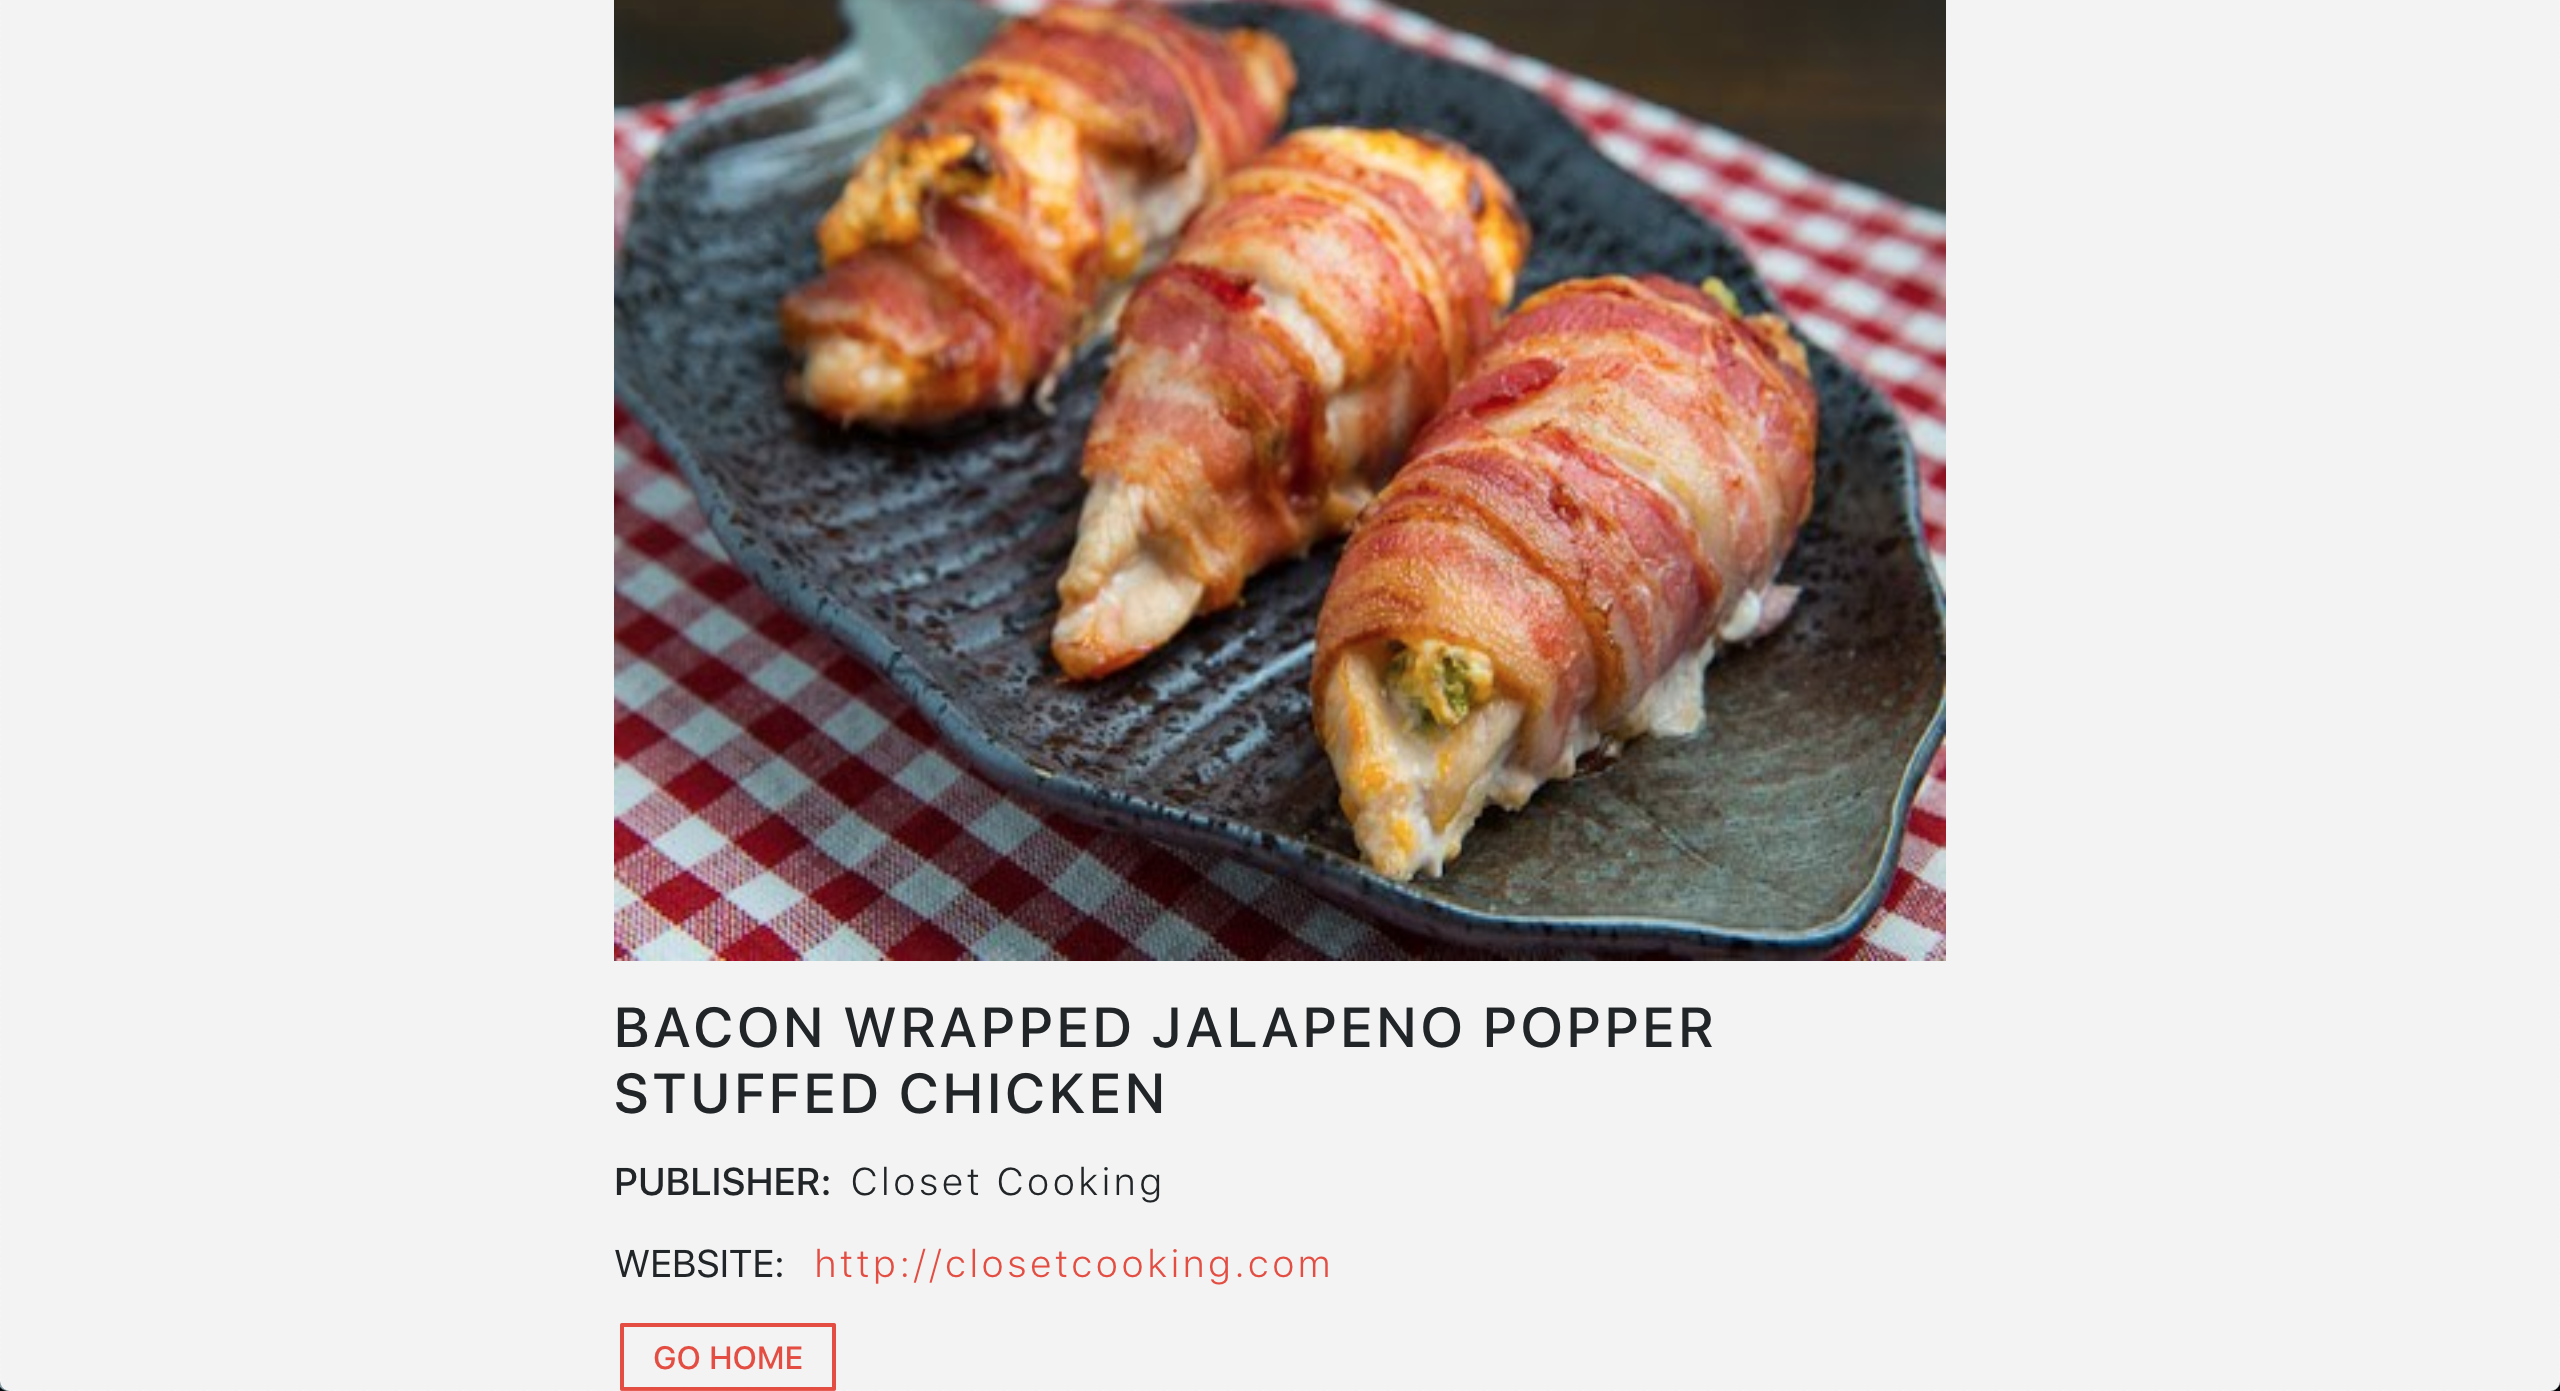 BACON WRAPPED JALAPENO POPPER
STUFFED CHICKEN
PUBLISHER: Closet Cooking
WEBSITE: http://closetcooking.com
GO HOME